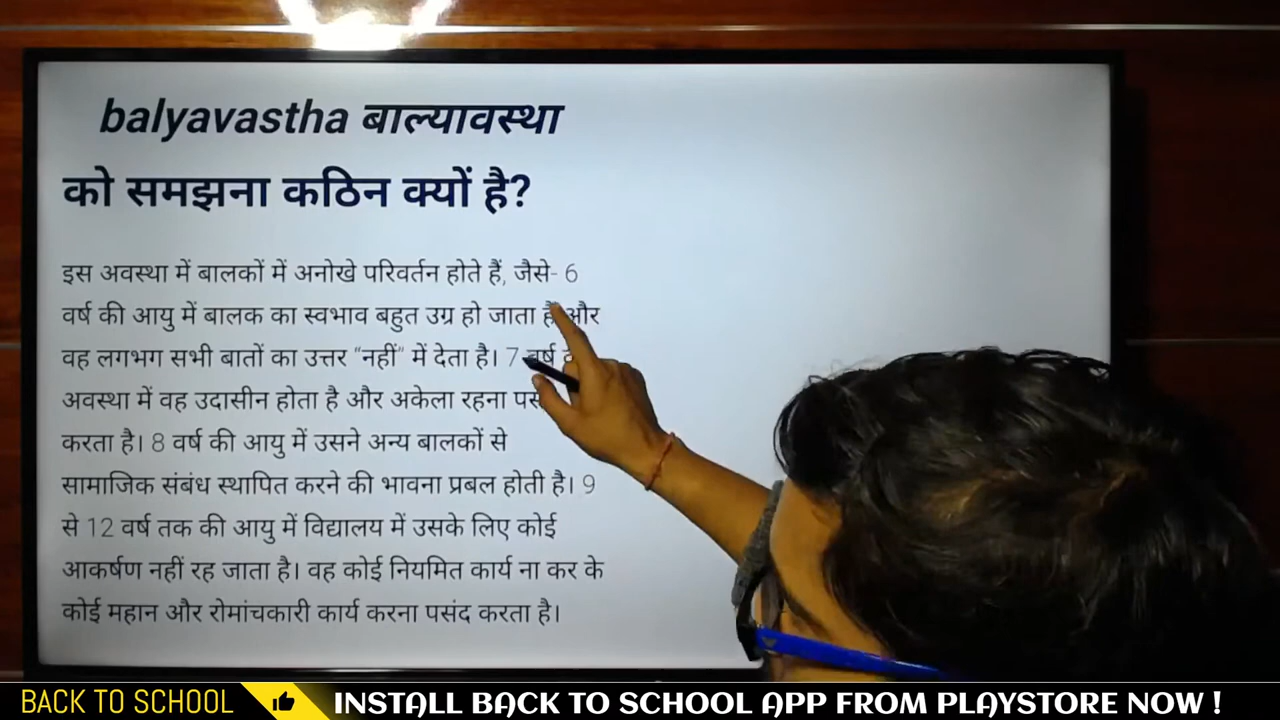 balyavastha बाल्यावस्था
को समझना कठिन क्यों है?
इस अवस्था में बालकों में अनोखे परिवर्तन होते हैं, जैसे- 6
वर्ष की आयु में बालक का स्वभाव बहुत उग्र हो जाता है और
वह लगभग सभी बातों का उत्तर “नहीं” में देता है। 7 वर्ष
अवस्था में वह उदासीन होता है और अकेला रहना
करता है। 8 वर्ष की आयु में उसने अन्य बालकों से
सामाजिक संबंध स्थापित करने की भावना प्रबल होती है। 9
से 12 वर्ष तक की आयु में विद्यालय में उसके लिए कोई
आकर्षण नहीं रह जाता है। वह कोई नियमित कार्य ना कर के
कोई महान और रोमांचकारी कार्य करना पसंद करता है।
BACK TO SCHOOL INSTALL BACK TO SCHOOL APP FROM PLAYSTORE NOW !